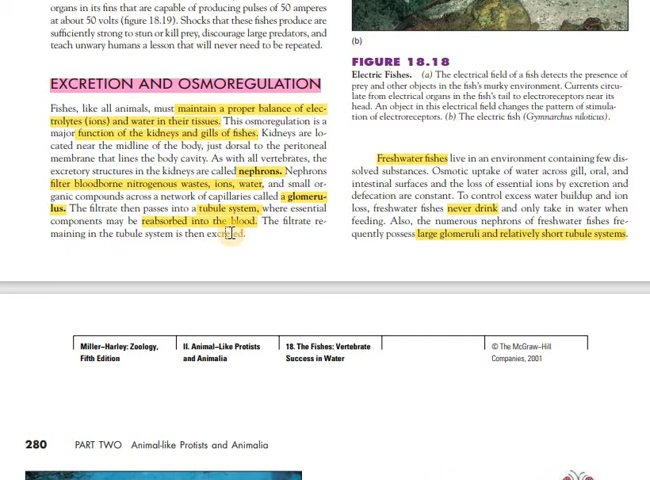 organs in its fins that are capable of producing pulses of 50 amperes
at about 50 volts (figure 18.19). Shocks that these fishes produce are
sufficiently strong to stun or kill prey, discourage large predators, and
teach unwary humans a lesson that will never need to be repeated.
EXCRETION AND OSMOREGULATION
Fishes, like all animals, must maintain a proper balance of elec-
trolytes (ions) and water in their tissues. This osmoregulation is a
major function of the kidneys and gills of fishes. Kidneys are lo-
cated near the midline of the body, just dorsal to the peritoneal
membrane that lines the body cavity. As with all vertebrates, the
excretory structures in the kidneys are called nephrons. Nephrons
filter bloodborne nitrogenous wastes, ions, water, and small or-
ganic compounds across a network of capillaries called a glomeru-
lus. The filtrate then passes into a tubule system, where essential
components may be reabsorbed into the blood. The filtrate re-
maining in the tubule system is then excreted.
(b)
FIGURE 18.18
Electric Fishes. (a) The electrical field of a fish detects the presence of
prey and other objects in the fish's murky environment. Currents circu-
late from electrical organs in the fish's tail to electroreceptors near its
head. An object in this electrical field changes the pattern of stimula-
tion of electroreceptors. (b) The electric fish (Gymnarchus niloticus).
Freshwater fishes live in an environment containing few dis-
solved substances. Osmotic uptake of water across gill, oral, and
intestinal surfaces and the loss of essential ions by excretion and
defecation are constant. To control excess water buildup and ion
loss, freshwater fishes never drink and only take in water when
feeding. Also, the numerous nephrons of freshwater fishes fre-
quently possess large glomeruli and relatively short tubule systems.
Miller–Harley: Zoology,
Fifth Edition
II. Animal–Like Protists
and Animalia
18. The Fishes: Vertebrate
Success in Water
© The McGraw–Hill
Companies, 2001
280 PART TWO Animal-like Protists and Animalia